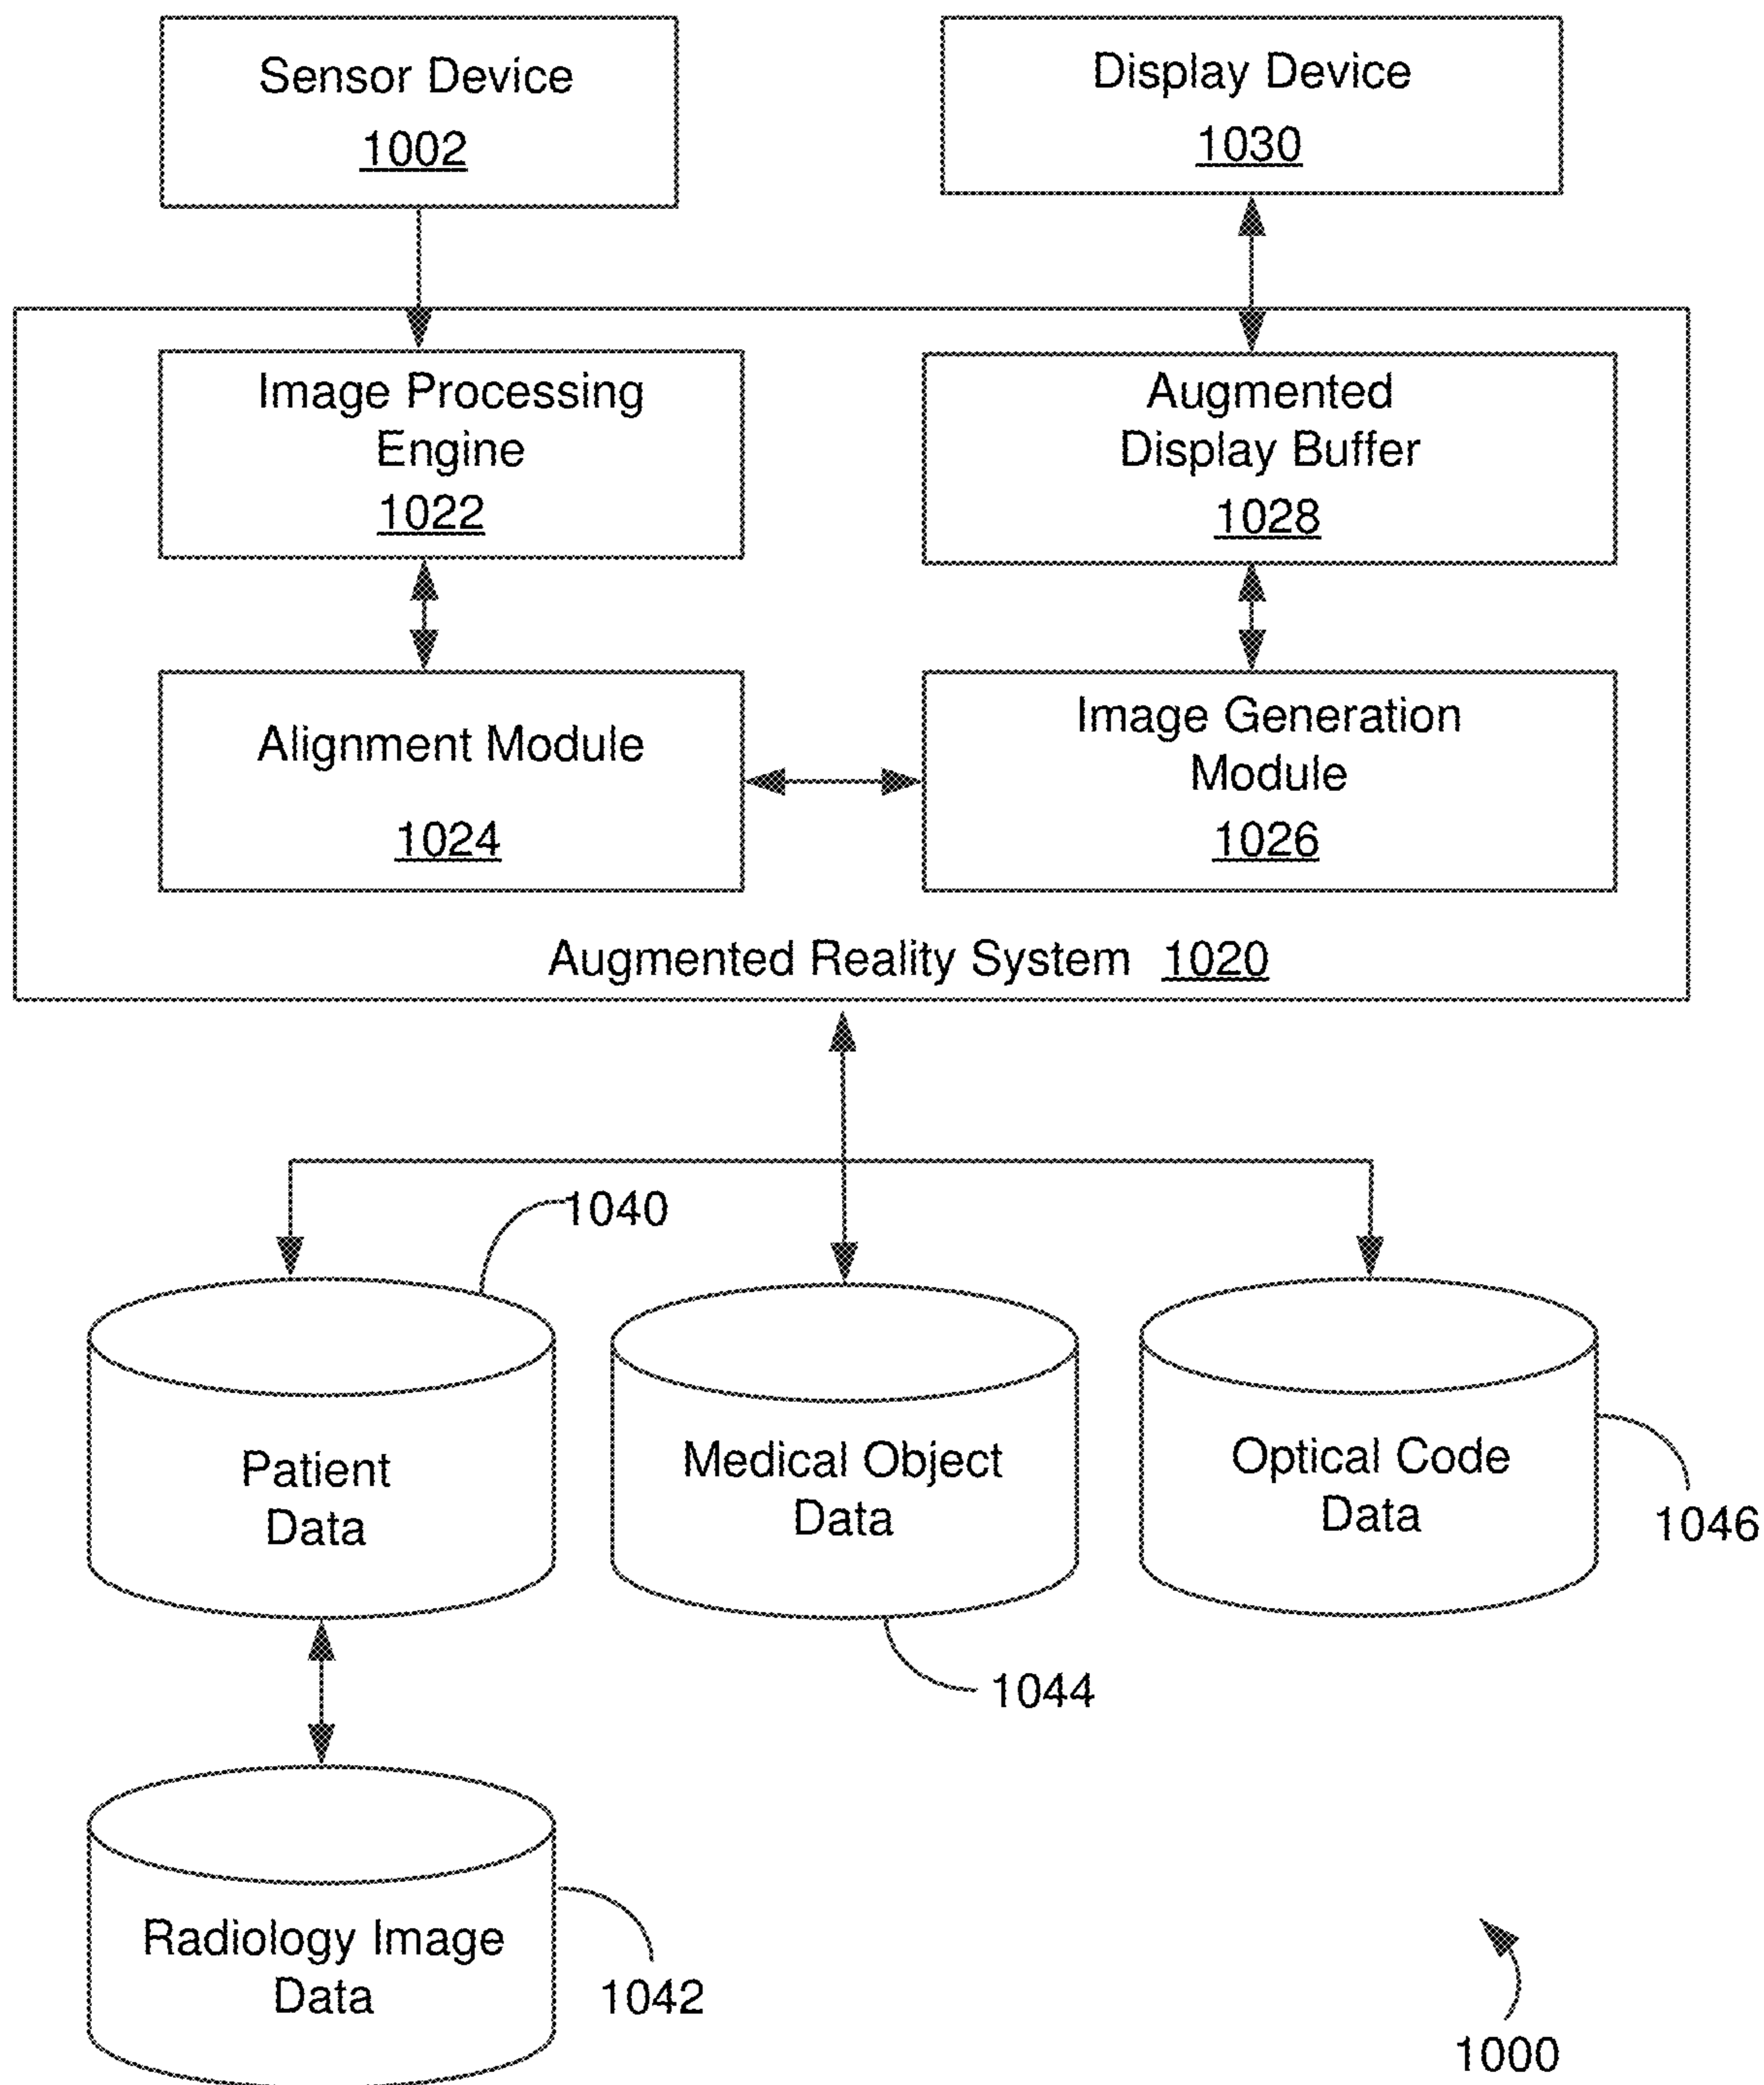 Sensor Device
1002
Display Device
1030
Image Processing
Engine
1022
Augmented
Display Buffer
1028
Alignment Module
1024
Image Generation
Module
1026
Augmented Reality System 1020
1040
Patient
Data
Medical Object
Data
Optical Code
Data
1046
1044
Radiology Image
Data
1042
1000